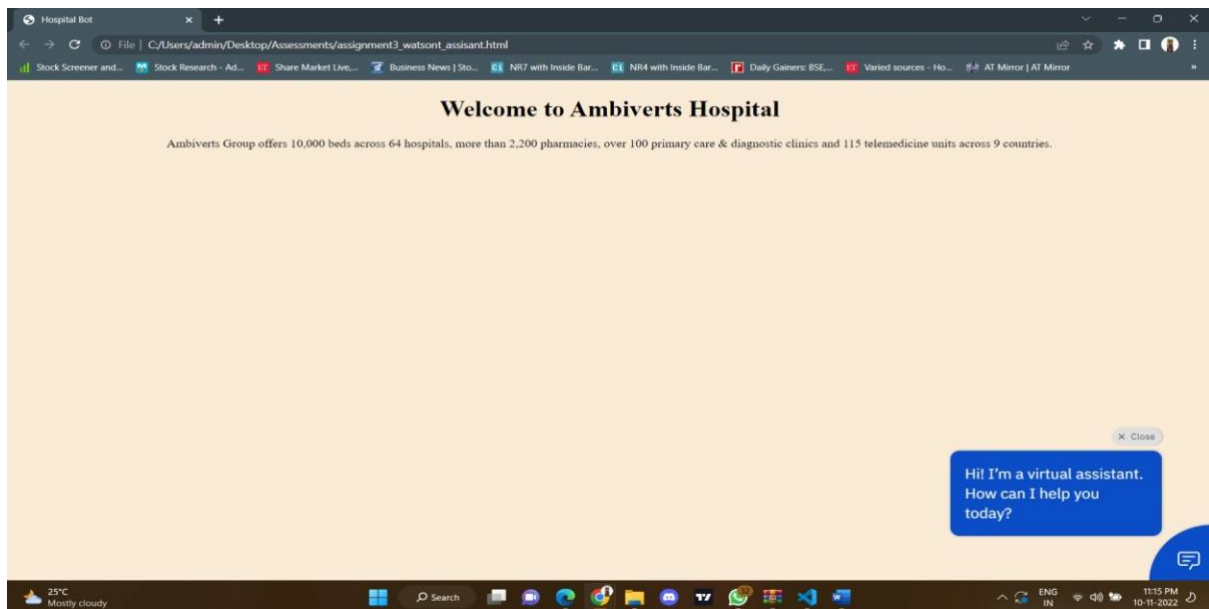 Hospital Bot
File | C:/Users/admin/Desktop/Assessments/assignment3_watsont_assisant.html
Stock Screener and... Stock Research - Ad... ET Share Market Live,... Business News | Sto... C1 NR7 with Inside Bar... C1 NR4 with Inside Bar... Daily Gainers: BSE,... ET Varied sources - Ho... AT Mirror | AT Mirror
Welcome to Ambiverts Hospital
Ambiverts Group offers 10,000 beds across 64 hospitals, more than 2,200 pharmacies, over 100 primary care & diagnostic clinics and 115 telemedicine units across 9 countries.
× Close
Hi! I'm a virtual assistant.
How can I help you
today?
25°C
Mostly cloudy
Search
ENG
IN
11:15 PM
10-11-2022